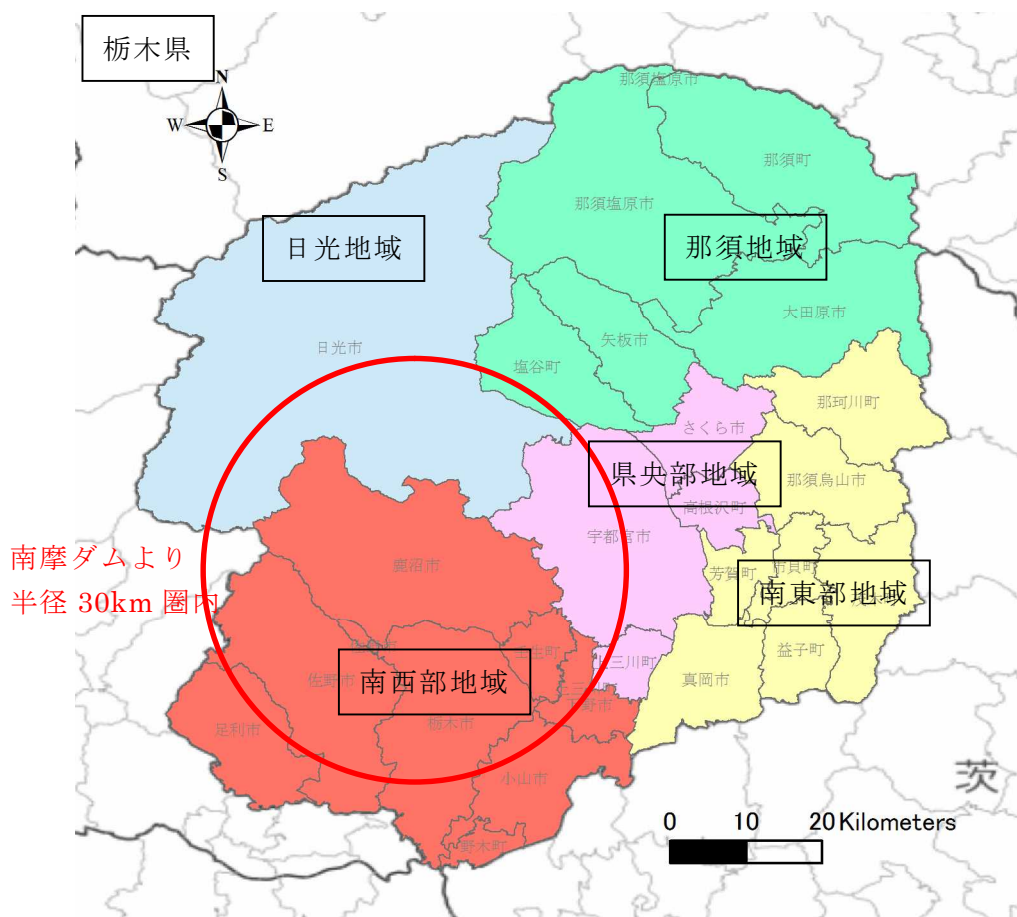 栃木県
N
W E
S
那須塩原市
那須町
那須塩原市
日光地域
那須地域
大田原市
日光市
矢板市
塩谷町
那珂川町
さくら市
県央部地域
那須烏山市
高根沢町
宇都宮市
南摩ダムより
半径 30km 圏内
鹿沼市
芳賀町
市貝町
南東部地域
壬生町
益子町
上三川町
佐野市
南西部地域
真岡市
下野市
栃木市
足利市
小山市
茨
0 10 20 Kilometers
野木町